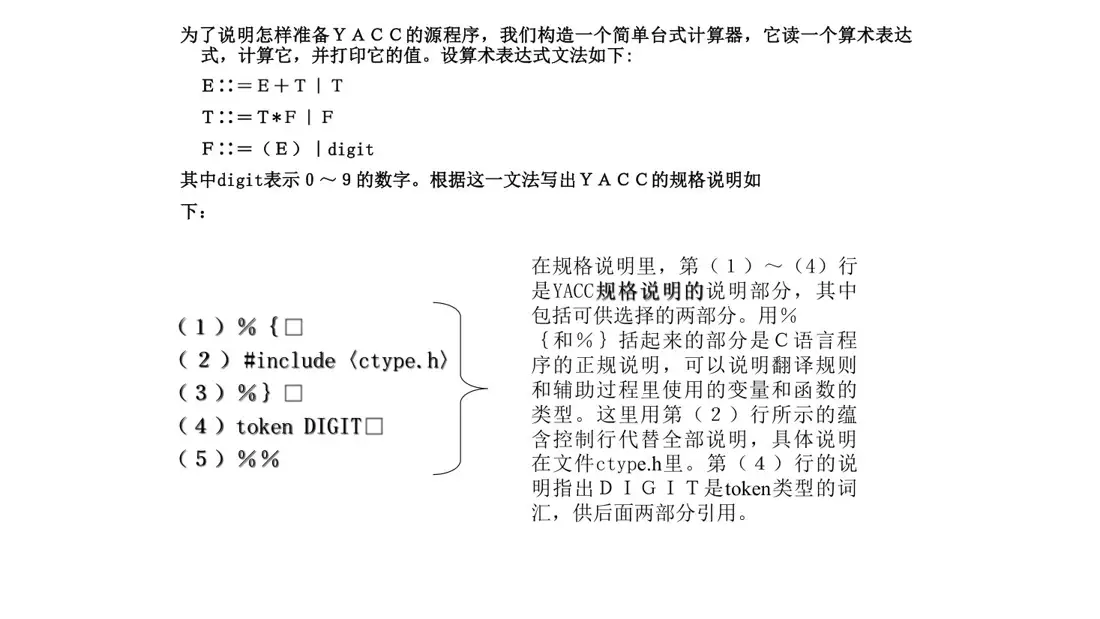 为了说明怎样准备ＹＡＣＣ的源程序，我们构造一个简单台式计算器，它读一个算术表达
式，计算它，并打印它的值。设算术表达式文法如下:
Ｅ∷＝Ｅ＋Ｔ｜Ｔ
Ｔ∷＝Ｔ*Ｆ｜Ｆ
Ｆ∷＝（Ｅ）｜digit
其中digit表示０～９的数字。根据这一文法写出ＹＡＣＣ的规格说明如
下：
（１）％｛□
（２）#include〈ctype.h〉
（３）％｝□
（４）token DIGIT□
（５）％％
在规格说明里，第（１）～（4）行
是YACC规格说明的说明部分，其中
包括可供选择的两部分。用％
｛和％｝括起来的部分是Ｃ语言程
序的正规说明，可以说明翻译规则
和辅助过程里使用的变量和函数的
类型。这里用第（２）行所示的蕴
含控制行代替全部说明，具体说明
在文件ctype.h里。第（４）行的说
明指出ＤＩＧＩＴ是token类型的词
汇，供后面两部分引用。